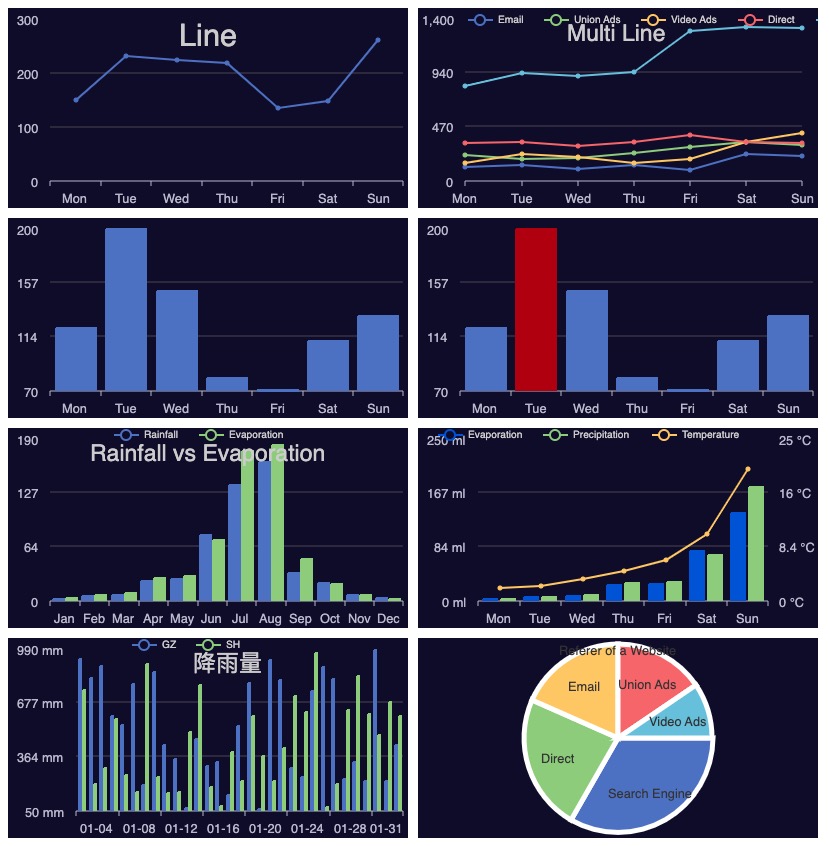 Line
300
200
100
0
Mon Tue Wed Thu Fri Sat Sun
Email Union Ads Video Ads Direct
Multi Line
1,400
940
470
0
Mon Tue Wed Thu Fri Sat Sun
200
157
114
70
Mon Tue Wed Thu Fri Sat Sun
200
157
114
70
Mon Tue Wed Thu Fri Sat Sun
Rainfall Evaporation
Rainfall vs Evaporation
190
127
64
0
Jan Feb Mar Apr May Jun Jul Aug Sep Oct Nov Dec
Evaporation Precipitation Temperature
250 ml 25 °C
167 ml 16 °C
84 ml 8.4 °C
0 ml 0 °C
Mon Tue Wed Thu Fri Sat Sun
GZ SH
降雨量
990 mm
677 mm
364 mm
50 mm
01-04 01-08 01-12 01-16 01-20 01-24 01-28 01-31
Referer of a Website
Email
Union Ads
Video Ads
Direct
Search Engine